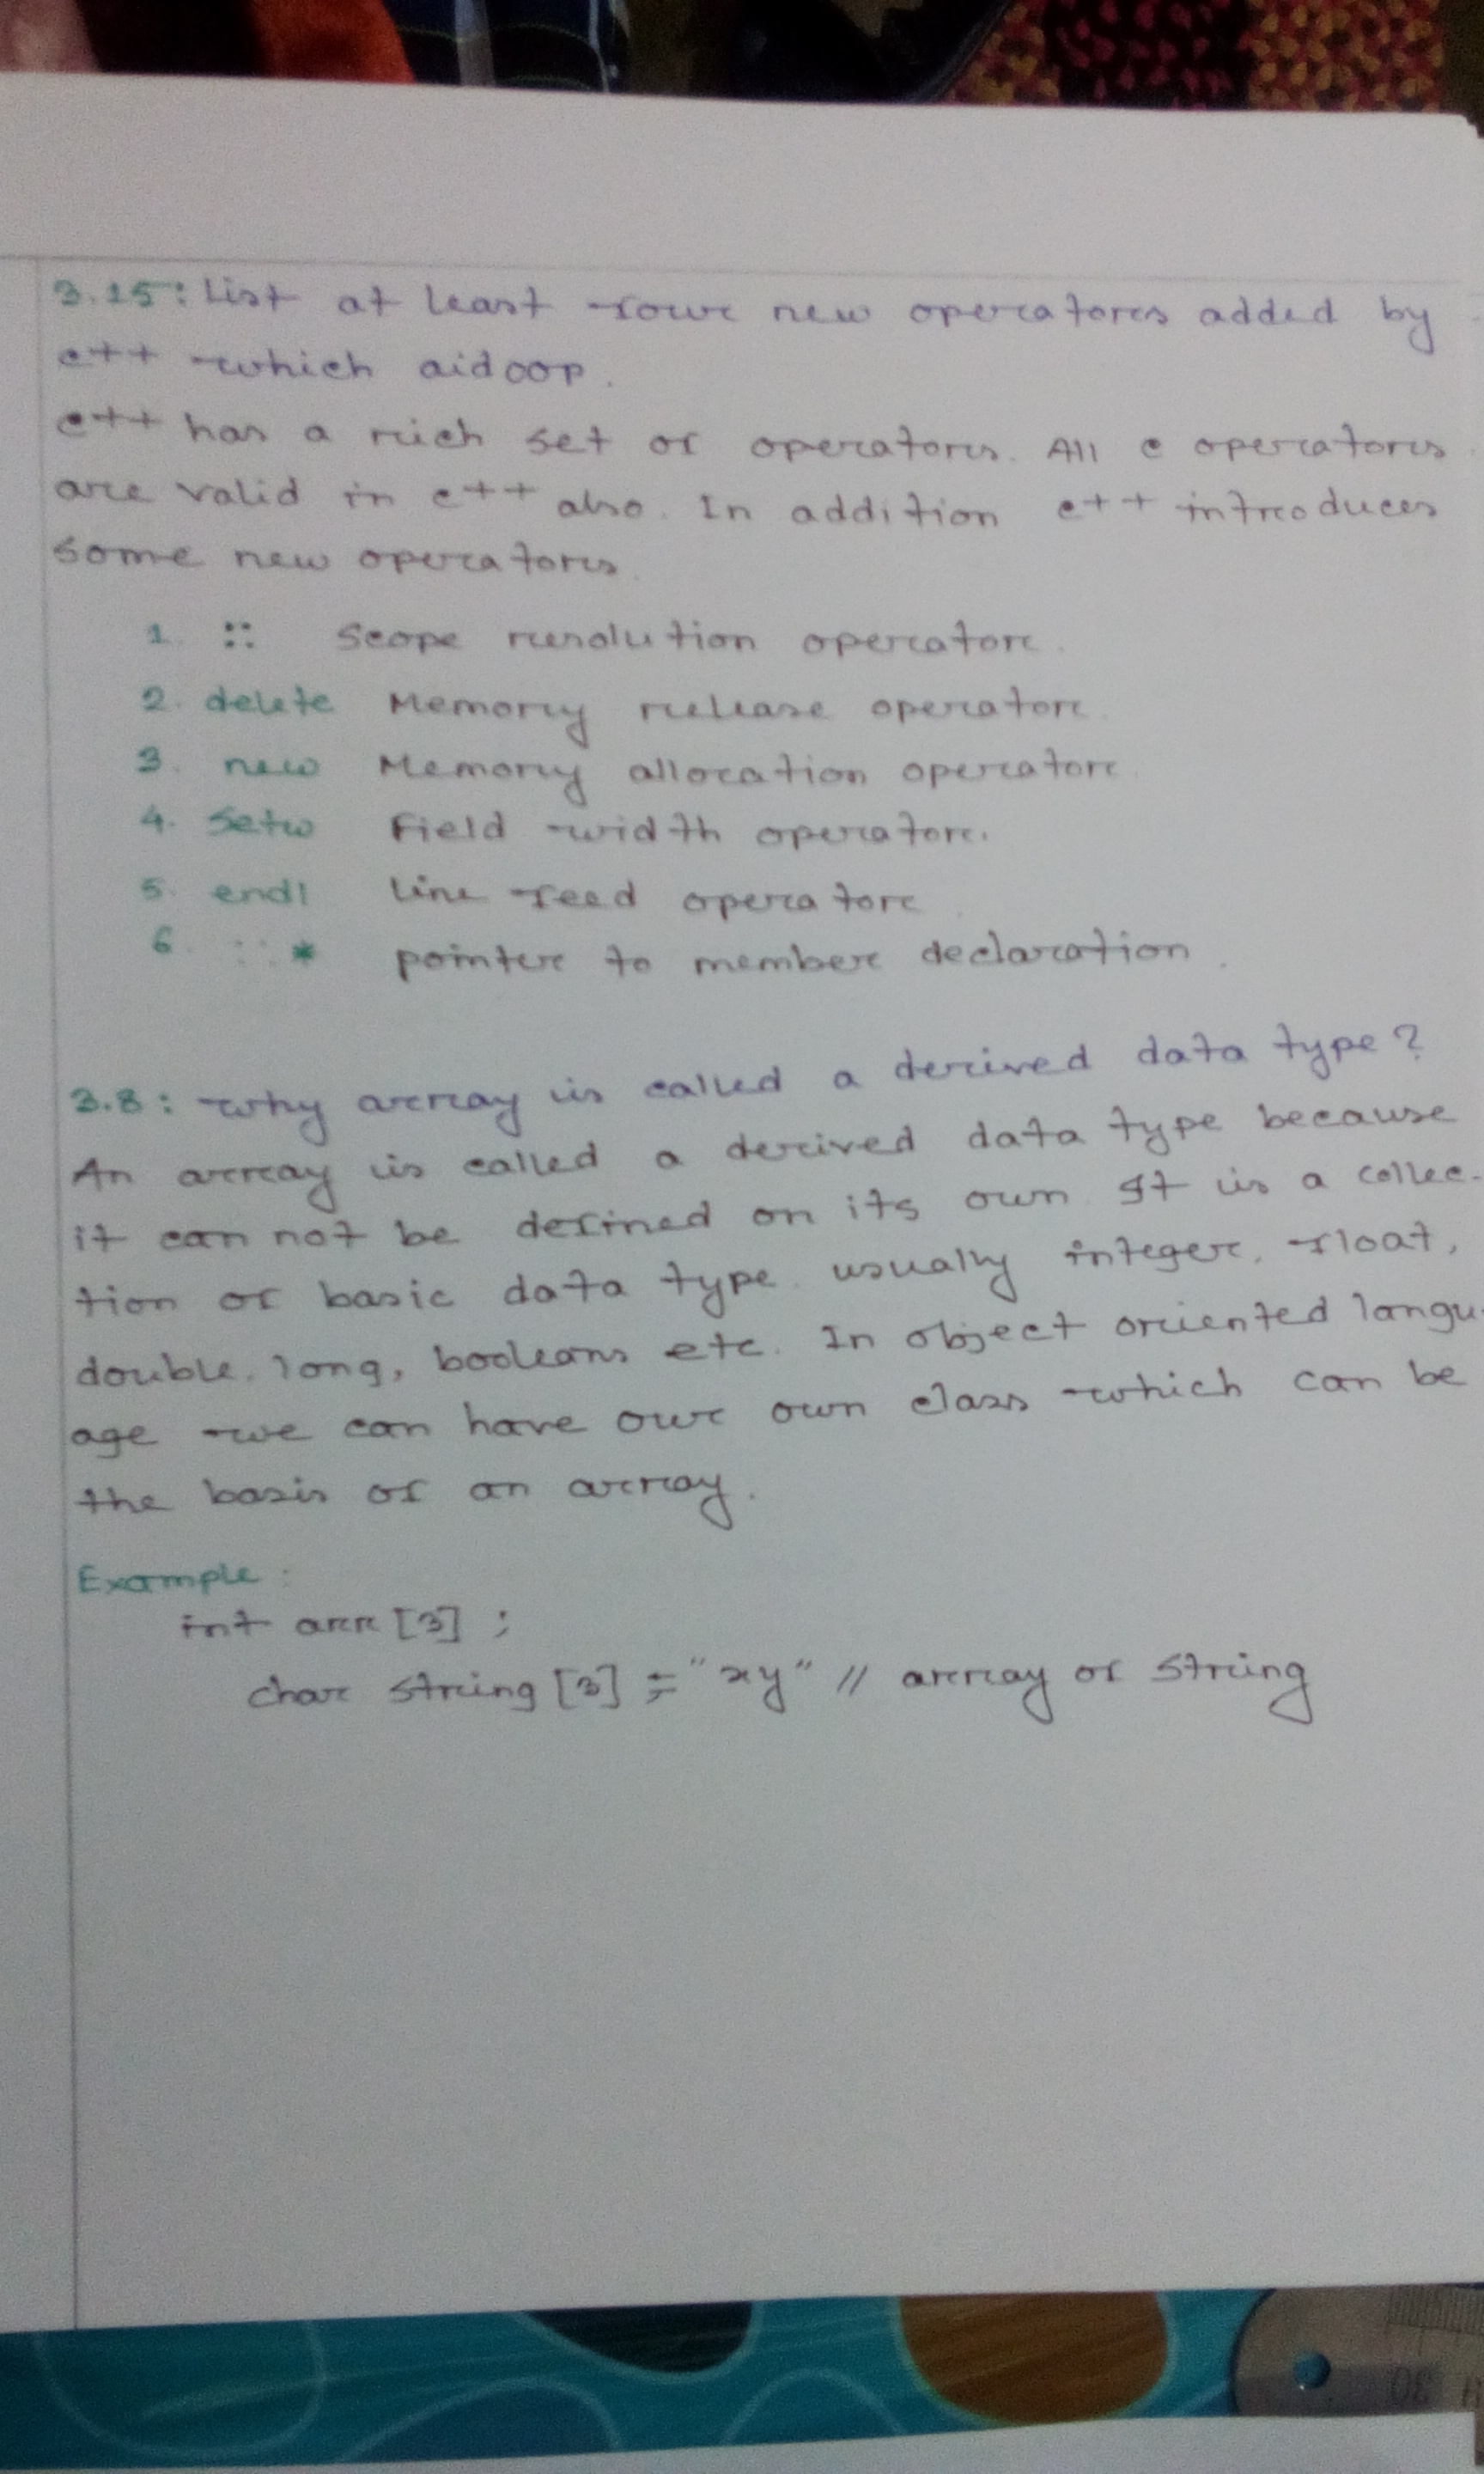 3.15: List at least four new operators added by
c++ which aid oop.
c++ has a rich set of operators. All c operators
are valid in c++ also. In addition c++ introduces
some new operators.
1. :: Scope resolution operator.
2. delete Memory release operator.
3. new Memory allocation operator.
4. setw Field width operator.
5. endl Line feed operator.
6. ::* pointer to member declaration.
3.8: Why array is called a derived data type?
An array is called a derived data type because
it can not be defined on its own. It is a collec-
tion of basic data type usually integer, float,
double, long, booleans etc. In object oriented langu-
age we can have our own class which can be
the basis of an array.
Example:
int arr [3] ;
char string [3] = "xy" // array of string
30